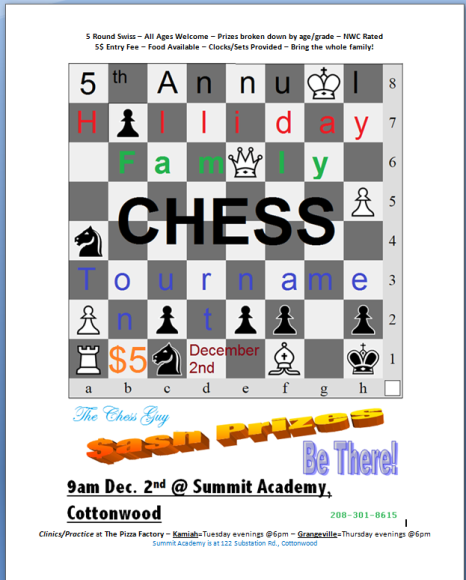 5 Round Swiss – All Ages Welcome – Prizes broken down by age/grade – NWC Rated
5$ Entry Fee – Food Available – Clocks/Sets Provided – Bring the whole family!
5th Annu l 8
H l l i d a y 7
F a m l y 6
5
CHESS
4
T o u r n a m e 3
n t 2
$5 December 2nd 1
a b c d e f g h
The Chess Guy
$ash Prizes
Be There!
9am Dec. 2nd @ Summit Academy,
Cottonwood
208-301-8615
Clinics/Practice at The Pizza Factory – Kamiah=Tuesday evenings @6pm – Grangeville=Thursday evenings @6pm
Summit Academy is at 122 Substation Rd., Cottonwood